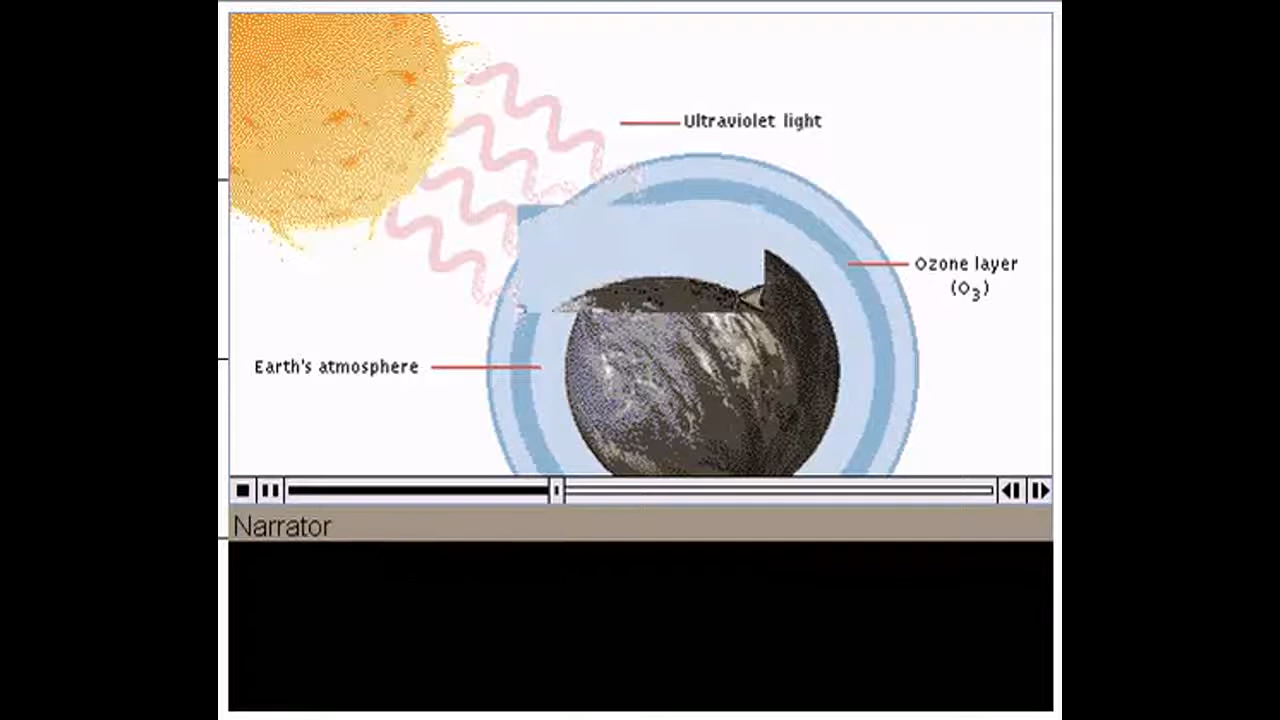 Ultraviolet light
Ozone layer
(O₃)
Earth's atmosphere
Narrator